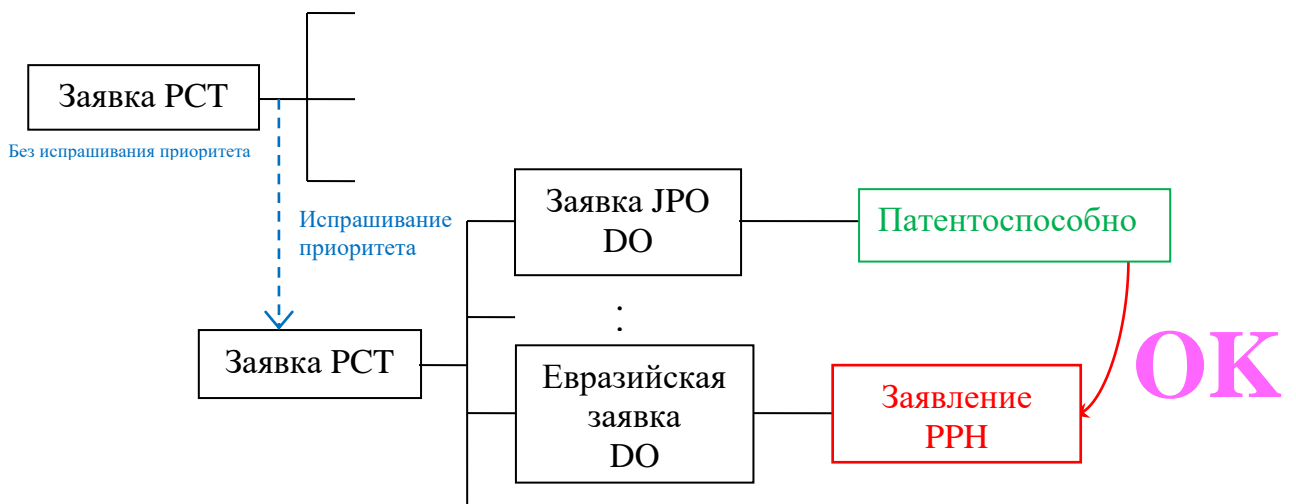 Заявка PCT
Без испрашивания приоритета
Испрашивание
приоритета
Заявка JPO
DO
Патентоспособно
:
Заявка PCT
Евразийская
заявка
DO
Заявление
PPH
OK